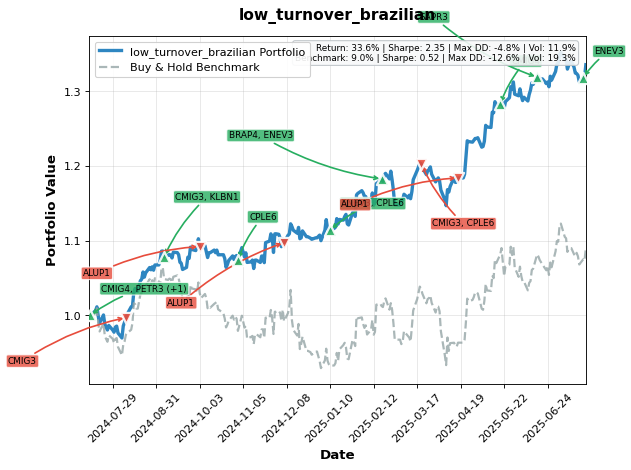 low_turnover_brazilian
SAPR3
ENEV3
low_turnover_brazilian Portfolio
Buy & Hold Benchmark
Return: 33.6% | Sharpe: 2.35 | Max DD: -4.8% | Vol: 11.9%
Benchmark: 9.0% | Sharpe: 0.52 | Max DD: -12.6% | Vol: 19.3%
1.3
BRAP4, ENEV3
1.2
CMIG3, KLBN1
ALUP1
, CPLE6
CPLE6
CMIG3, CPLE6
1.1
ALUP1
CMIG4, PETR3 (+1)
ALUP1
1.0
CMIG3
Portfolio Value
2024-07-29
2024-08-31
2024-10-03
2024-11-05
2024-12-08
2025-01-10
2025-02-12
2025-03-17
2025-04-19
2025-05-22
2025-06-24
Date